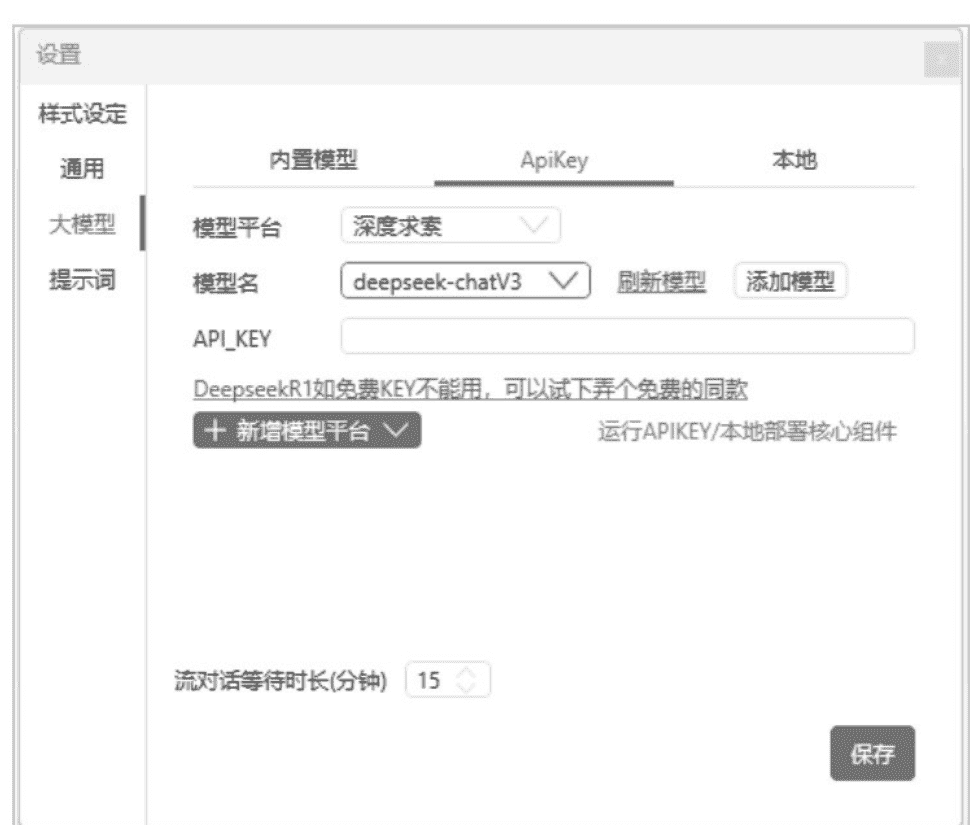 设置
样式设定
通用
大模型
提示词
内置模型 ApiKey 本地
模型平台 深度求索
模型名 deepseek-chatV3 刷新模型 添加模型
API_KEY
DeepseekR1如免费KEY不能用，可以试下弄个免费的同款
新增模型平台 运行APIKEY/本地部署核心组件
流对话等待时长(分钟) 15
保存